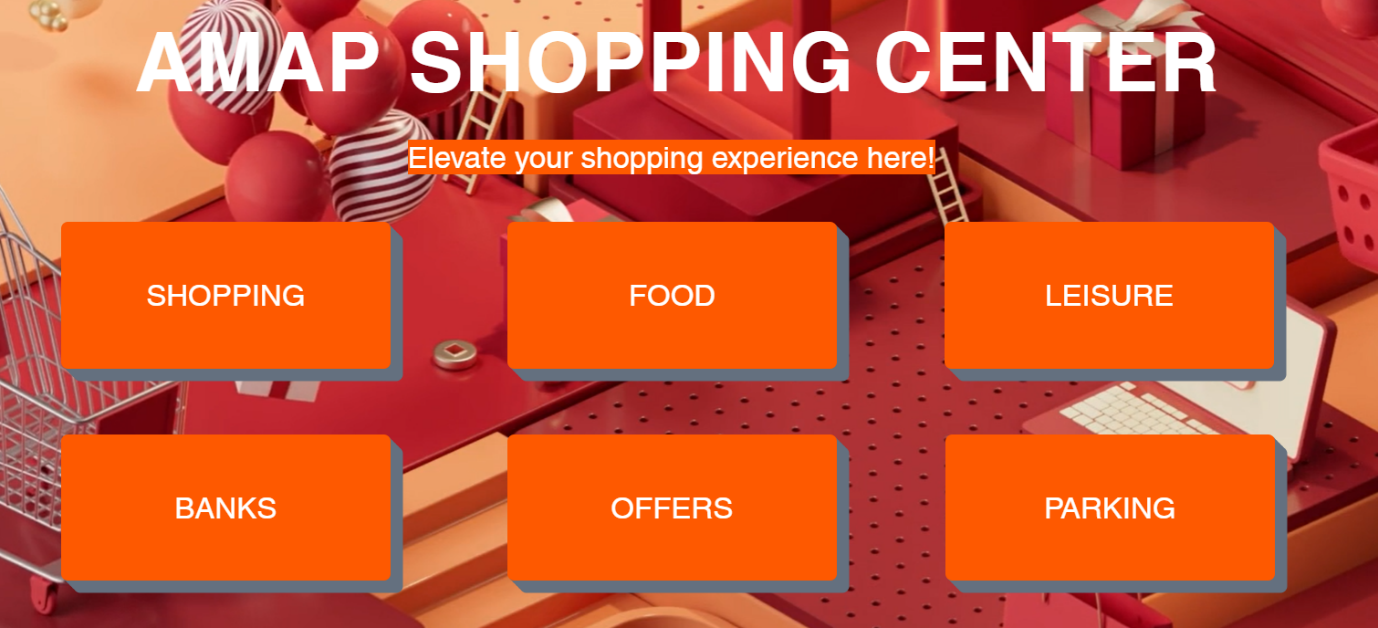 AMAP SHOPPING CENTER
Elevate your shopping experience here!
SHOPPING
FOOD
LEISURE
BANKS
OFFERS
PARKING